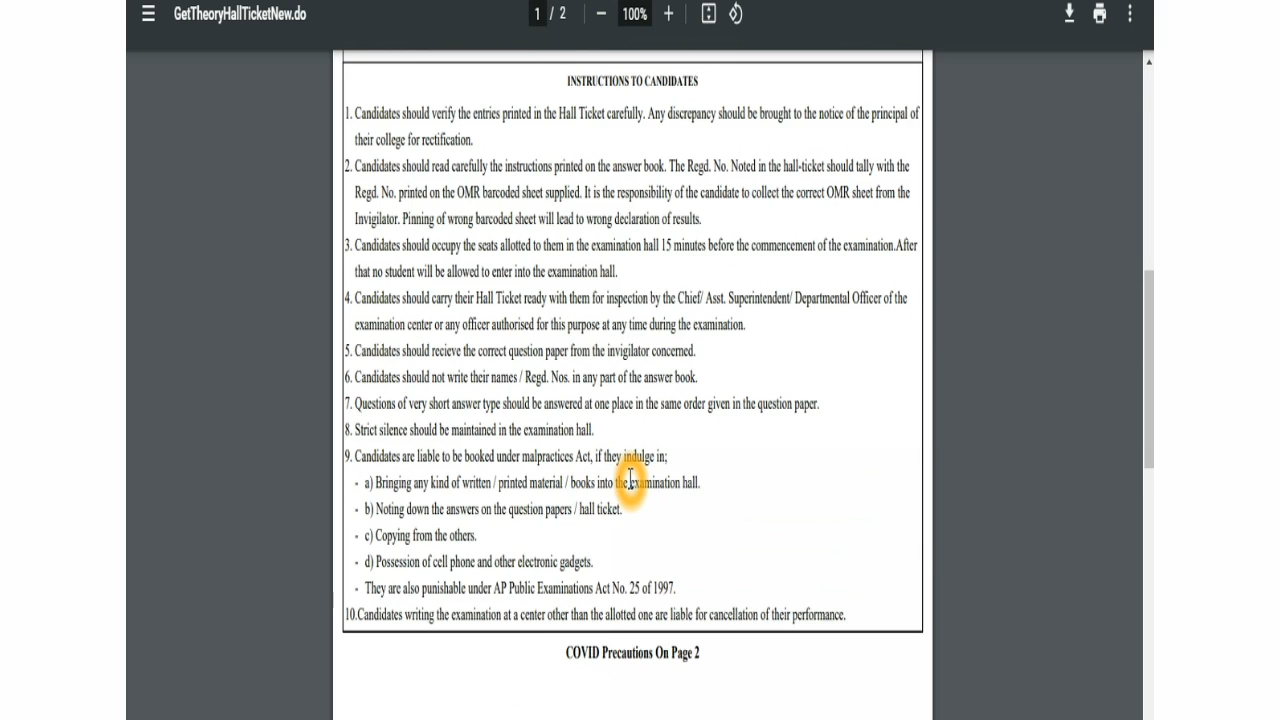 GetTheoryHallTicketNew.do
1 / 2
100%
INSTRUCTIONS TO CANDIDATES
1. Candidates should verify the entries printed in the Hall Ticket carefully. Any discrepancy should be brought to the notice of the principal of
their college for rectification.
2. Candidates should read carefully the instructions printed on the answer book. The Regd. No. Noted in the hall-ticket should tally with the
Regd. No. printed on the OMR barcoded sheet supplied. It is the responsibility of the candidate to collect the correct OMR sheet from the
Invigilator. Pinning of wrong barcoded sheet will lead to wrong declaration of results.
3. Candidates should occupy the seats allotted to them in the examination hall 15 minutes before the commencement of the examination.After
that no student will be allowed to enter into the examination hall.
4. Candidates should carry their Hall Ticket ready with them for inspection by the Chief/ Asst. Superintendent/ Departmental Officer of the
examination center or any officer authorised for this purpose at any time during the examination.
5. Candidates should recieve the correct question paper from the invigilator concerned.
6. Candidates should not write their names / Regd. Nos. in any part of the answer book.
7. Questions of very short answer type should be answered at one place in the same order given in the question paper.
8. Strict silence should be maintained in the examination hall.
9. Candidates are liable to be booked under malpractices Act, if they indulge in;
- a) Bringing any kind of written / printed material / books into the examination hall.
- b) Noting down the answers on the question papers / hall ticket.
- c) Copying from the others.
- d) Possession of cell phone and other electronic gadgets.
- They are also punishable under AP Public Examinations Act No. 25 of 1997.
10.Candidates writing the examination at a center other than the allotted one are liable for cancellation of their performance.
COVID Precautions On Page 2